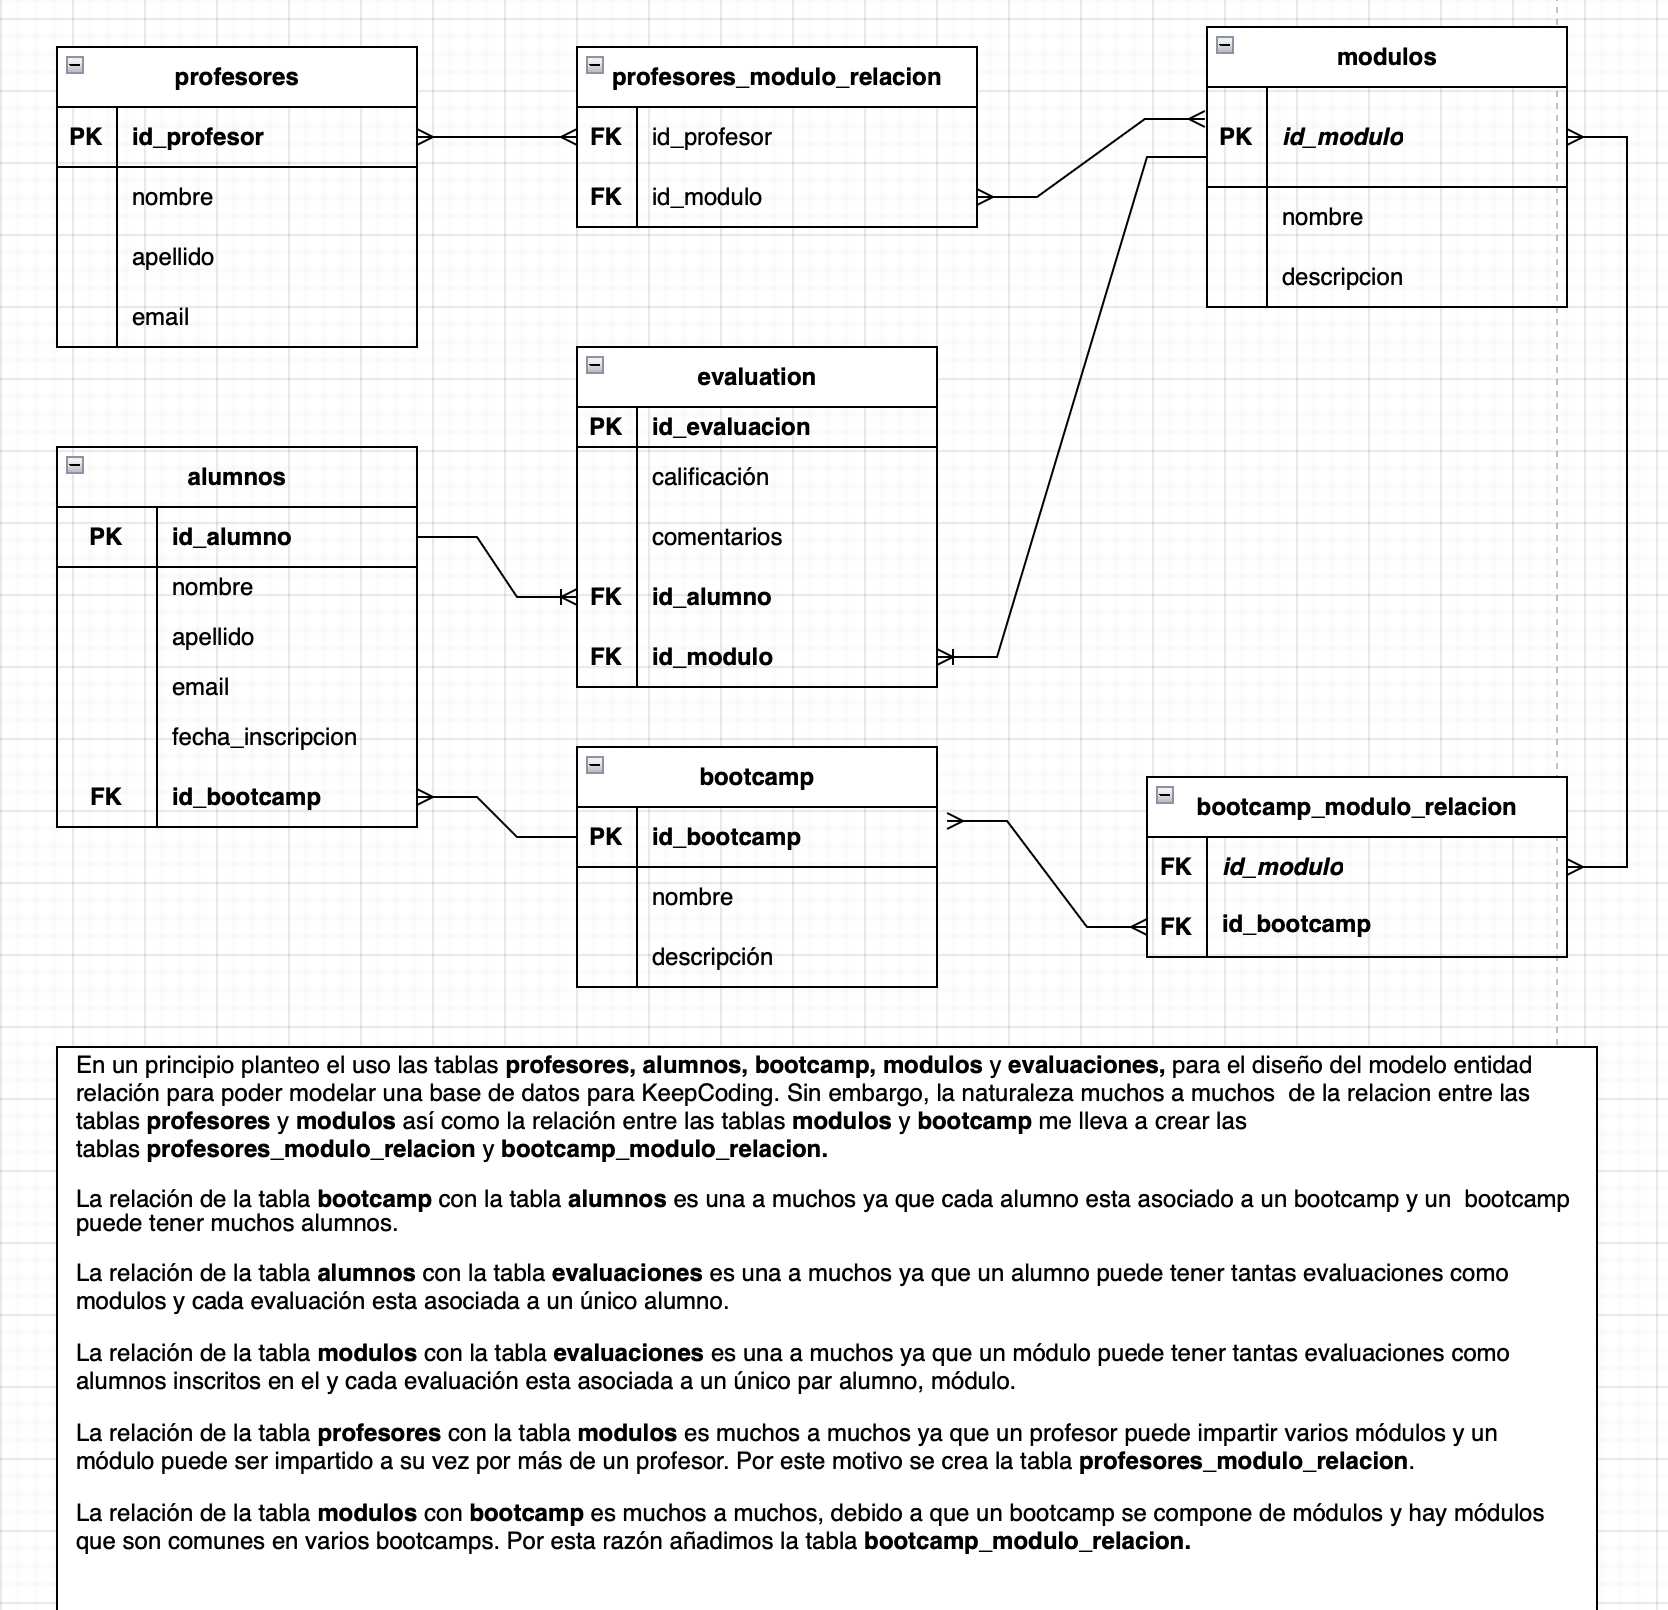 profesores
PK id_profesor
nombre
apellido
email
profesores_modulo_relacion
FK id_profesor
FK id_modulo
modulos
PK id_modulo
nombre
descripcion
evaluation
PK id_evaluacion
calificación
comentarios
FK id_alumno
FK id_modulo
alumnos
PK id_alumno
nombre
apellido
email
fecha_inscripcion
FK id_bootcamp
bootcamp
PK id_bootcamp
nombre
descripción
bootcamp_modulo_relacion
FK id_modulo
FK id_bootcamp
En un principio planteo el uso las tablas profesores, alumnos, bootcamp, modulos y evaluaciones, para el diseño del modelo entidad
relación para poder modelar una base de datos para KeepCoding. Sin embargo, la naturaleza muchos a muchos de la relacion entre las
tablas profesores y modulos así como la relación entre las tablas modulos y bootcamp me lleva a crear las
tablas profesores_modulo_relacion y bootcamp_modulo_relacion.
La relación de la tabla bootcamp con la tabla alumnos es una a muchos ya que cada alumno esta asociado a un bootcamp y un bootcamp
puede tener muchos alumnos.
La relación de la tabla alumnos con la tabla evaluaciones es una a muchos ya que un alumno puede tener tantas evaluaciones como
modulos y cada evaluación esta asociada a un único alumno.
La relación de la tabla modulos con la tabla evaluaciones es una a muchos ya que un módulo puede tener tantas evaluaciones como
alumnos inscritos en el y cada evaluación esta asociada a un único par alumno, módulo.
La relación de la tabla profesores con la tabla modulos es muchos a muchos ya que un profesor puede impartir varios módulos y un
módulo puede ser impartido a su vez por más de un profesor. Por este motivo se crea la tabla profesores_modulo_relacion.
La relación de la tabla modulos con bootcamp es muchos a muchos, debido a que un bootcamp se compone de módulos y hay módulos
que son comunes en varios bootcamps. Por esta razón añadimos la tabla bootcamp_modulo_relacion.